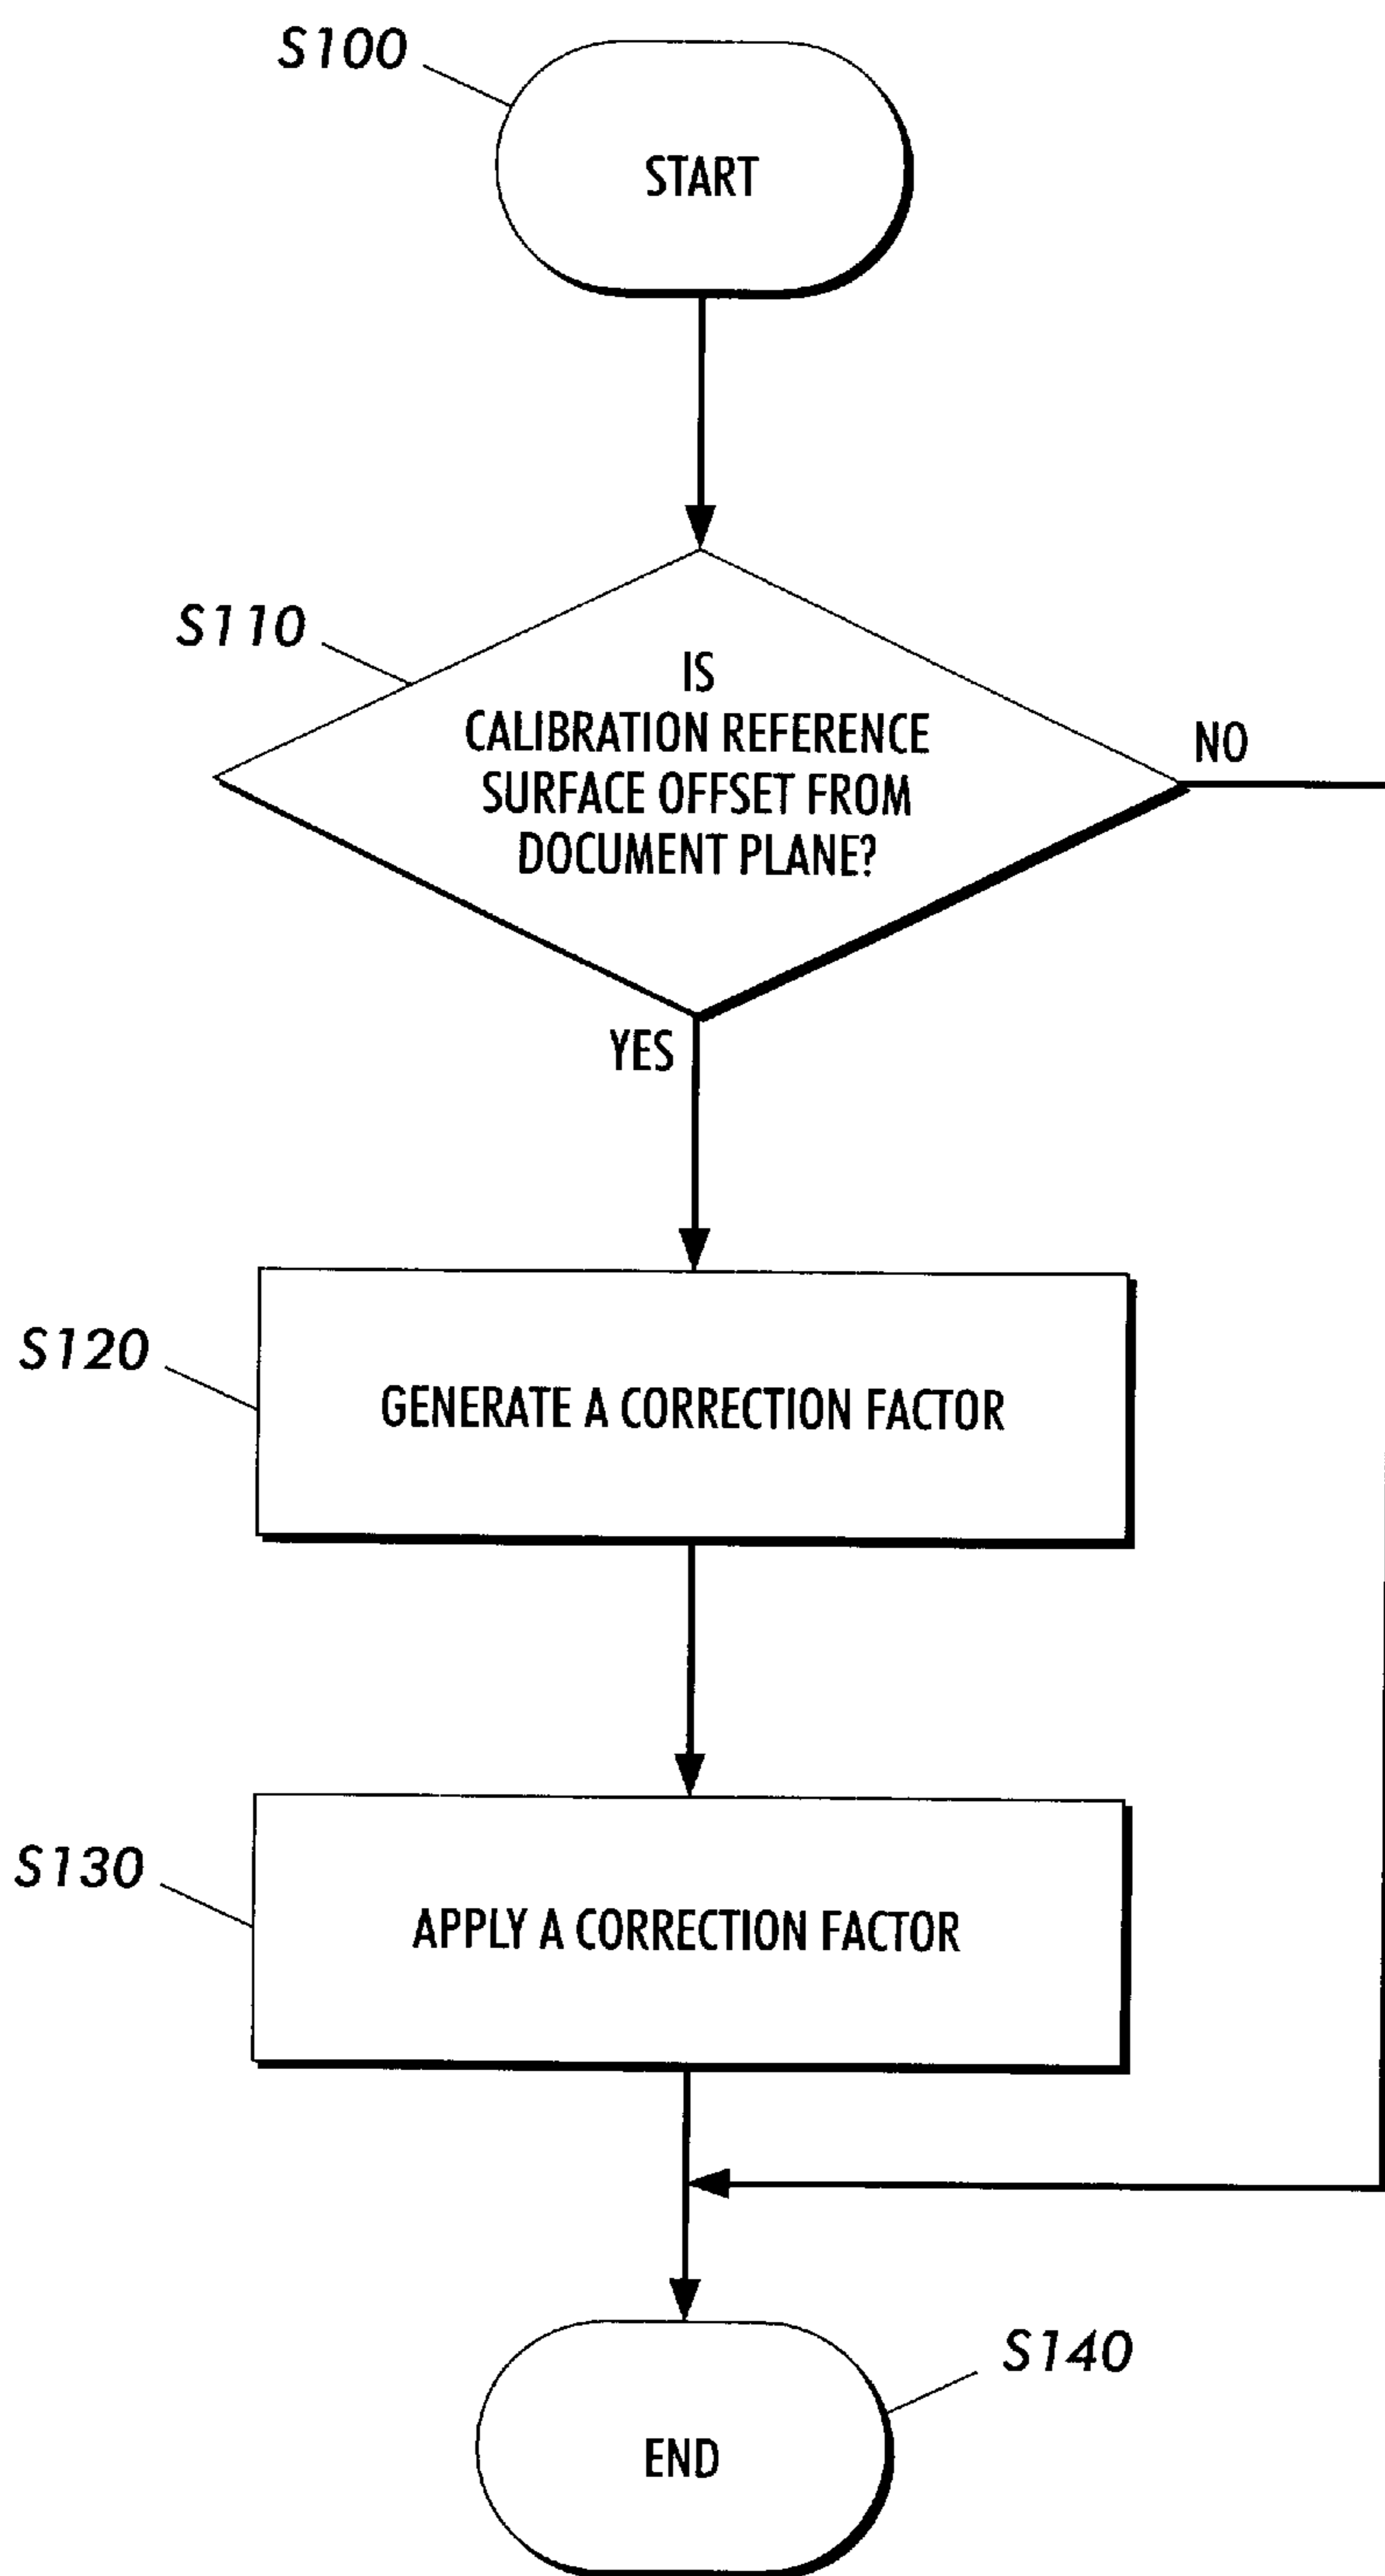 S100
START
S110
IS
CALIBRATION REFERENCE
SURFACE OFFSET FROM
DOCUMENT PLANE?
NO
YES
S120
GENERATE A CORRECTION FACTOR
S130
APPLY A CORRECTION FACTOR
S140
END